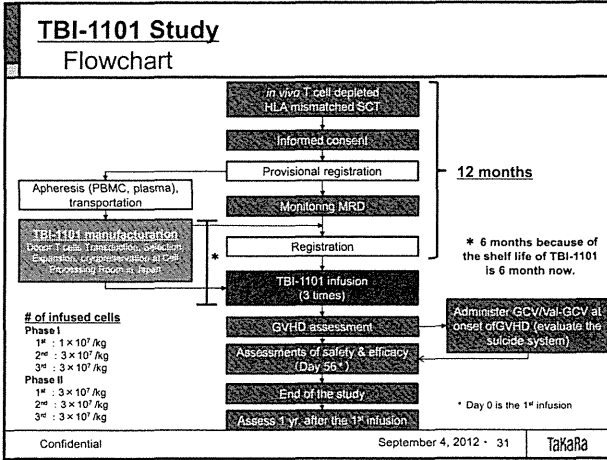 TBI-1101 Study
Flowchart
in vivo T cell depleted
HLA mismatched SCT
Informed consent
Provisional registration
12 months
Apheresis (PBMC, plasma),
transportation
Monitoring MRD
TBI-1101 manufacturarion
Donor T cells, Transduction, Selection
Expansion, cryopreservation at Cell
Processing Room in Japan
*
Registration
* 6 months because of
the shelf life of TBI-1101
is 6 month now.
TBI-1101 infusion
(3 times)
# of infused cells
Phase I
1st : 1 × 10⁷ /kg
2nd : 3 × 10⁷ /kg
3rd : 3 × 10⁷ /kg
Phase II
1st : 3 × 10⁷ /kg
2nd : 3 × 10⁷ /kg
3rd : 3 × 10⁷ /kg
GVHD assessment
Administer GCV/Val-GCV at
onset ofGVHD (evaluate the
suicide system)
Assessments of safety & efficacy
(Day 56*)
End of the study
* Day 0 is the 1st infusion
Assess 1 yr. after the 1st infusion
Confidential
September 4, 2012 · 31
TaKaRa